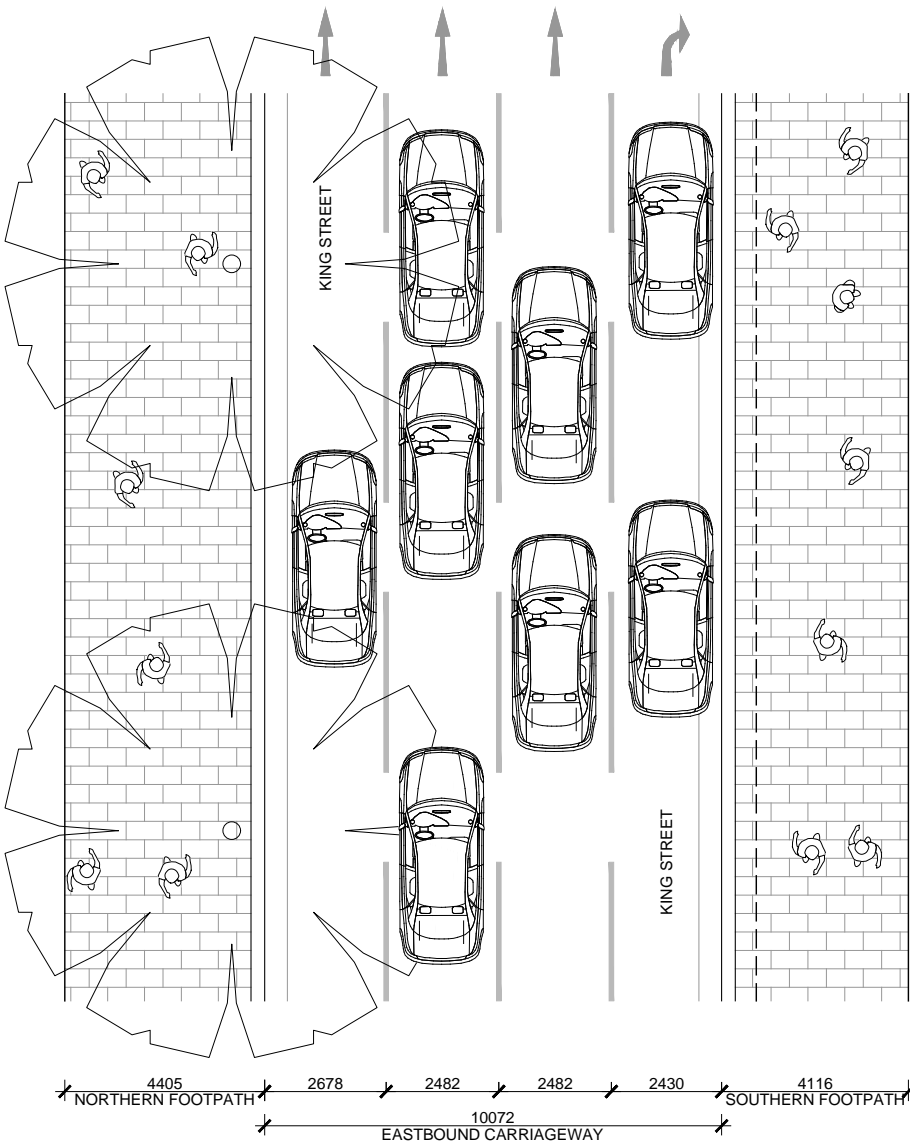 KING STREET
KING STREET
4405 2678 2482 2482 2430 4116
NORTHERN FOOTPATH SOUTHERN FOOTPATH
10072
EASTBOUND CARRIAGEWAY